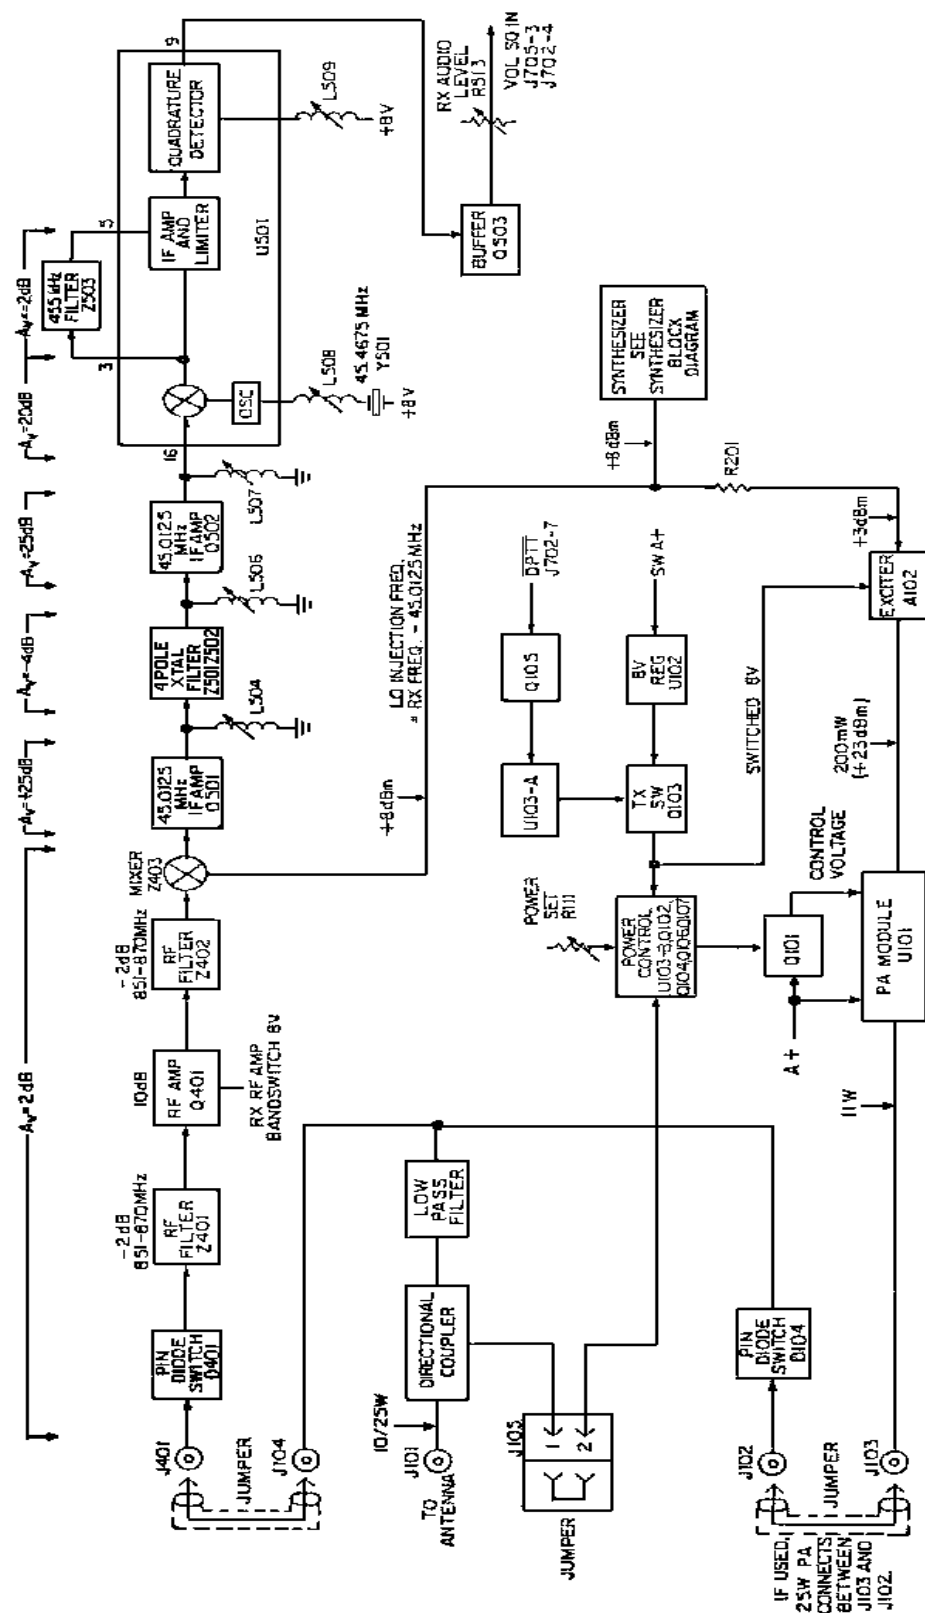 Aν=2dB
Aν=+25dB
Aν=-4dB
Aν=25dB
Aν=20dB
Aν=-2dB
J401
JUMPER
J104
PIN
DIODE
SWITCH
D401
-2dB
851-870MHz
RF
FILTER
Z401
10dB
RF AMP
Q401
RX RF AMP
BANDSWITCH 8V
-2dB
851-870MHz
RF
FILTER
Z402
MIXER
Z403
45.0125
MHz
IF AMP
Q501
L504
4 POLE
XTAL
FILTER
Z501Z502
L506
45.0125
MHz
IF AMP
Q502
L507
16
3
455 kHz
FILTER
Z503
5
OSC
L508
45.4675 MHz
Y501
+8V
IF AMP
AND
LIMITER
U501
QUADRATURE
DETECTOR
9
L509
+8V
BUFFER
Q503
RX AUDIO
LEVEL
R513
VOL SQ IN
J705-3
J702-4
+8dBm
LO INJECTION FREQ.
= RX FREQ. - 45.0125 MHz
+8dBm
SYNTHESIZER
SEE
SYNTHESIZER
BLOCK
DIAGRAM
R201
+3dBm
TO
ANTENNA
J101
10/25W
DIRECTIONAL
COUPLER
LOW
PASS
FILTER
JUMPER
J105
1
2
POWER
SET
R111
POWER
CONTROL
U103-B,Q102,
Q104,Q106,Q107
U103-A
Q105
DPTT
J702-7
TX
SW
Q103
8V
REG
U102
SW A+
SWITCHED 8V
IF USED,
25W PA
CONNECTS
BETWEEN
J103 AND
J102.
JUMPER
J102
J103
PIN
DIODE
SWITCH
D104
11W
A+
Q101
CONTROL
VOLTAGE
PA MODULE
U101
200mW
(+23dBm)
EXCITER
A102